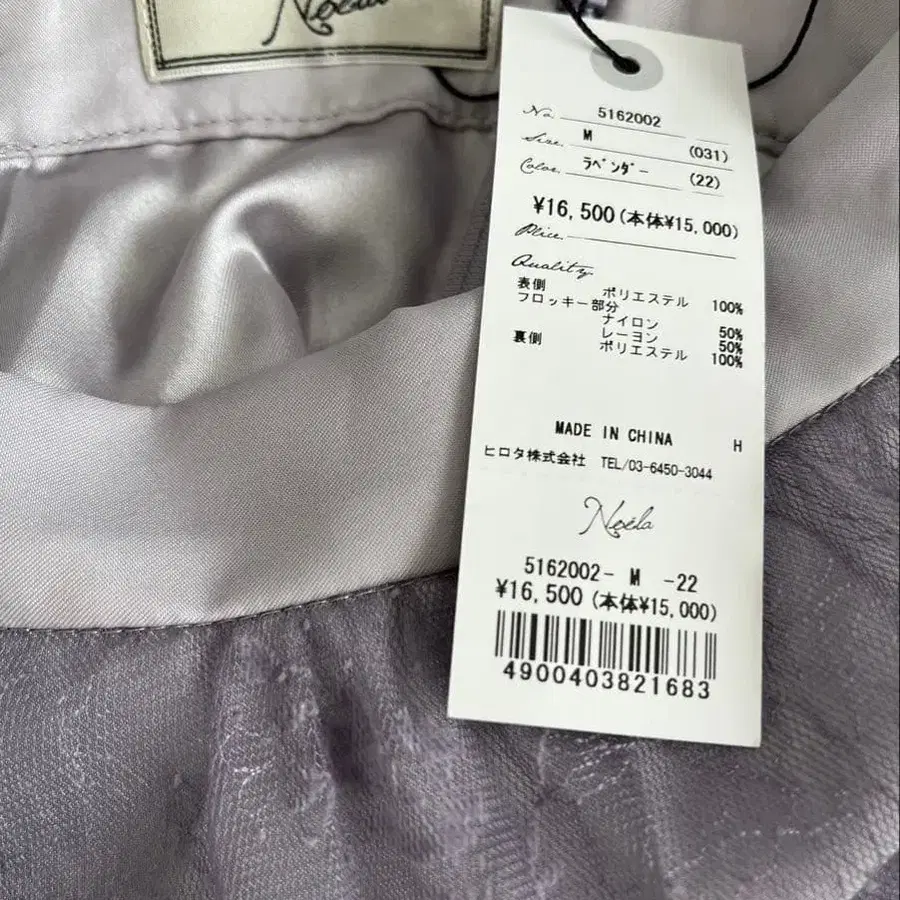 Noëla
No. 5162002
Size. M (031)
Color. ﾗﾍﾞﾝﾀﾞｰ (22)
¥16,500(本体¥15,000)
Plice.
Quality.
表側 ポリエステル 100%
フロッキー部分
ナイロン 50%
レーヨン 50%
裏側 ポリエステル 100%
MADE IN CHINA H
ヒロタ株式会社 TEL/03-6450-3044
Noëla
5162002- M -22
¥16,500(本体¥15,000)
4900403821683